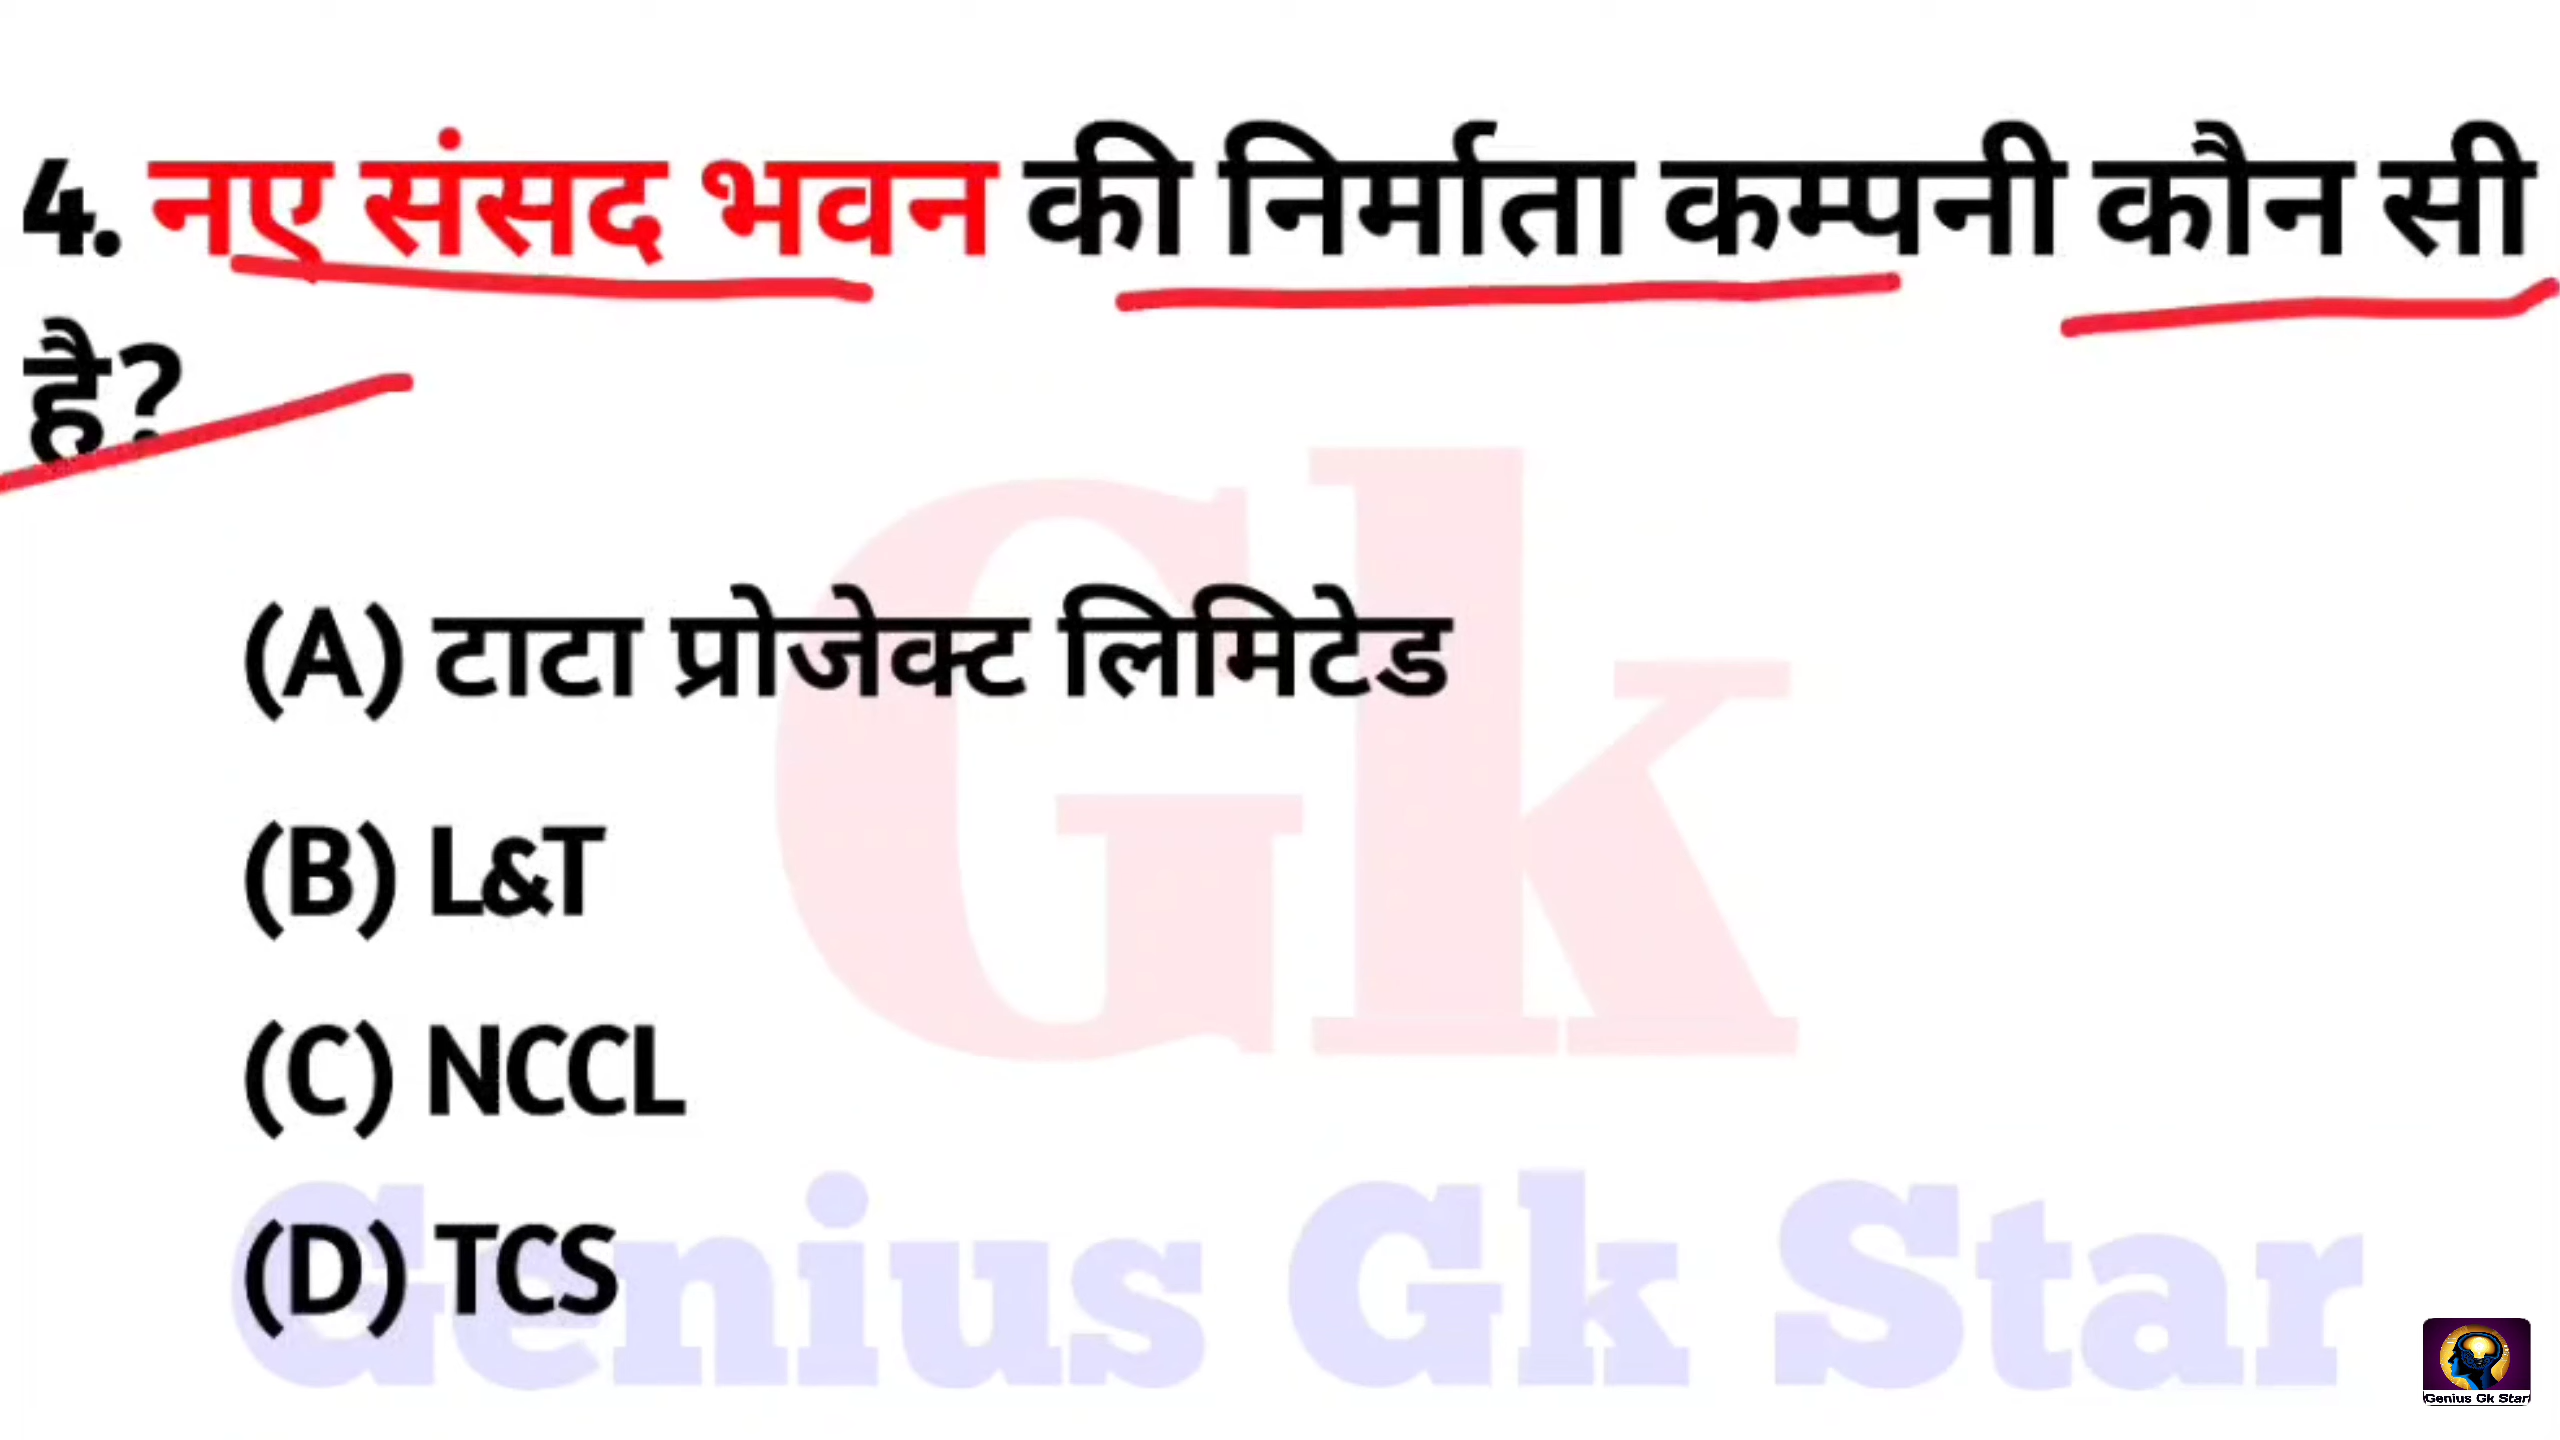 4. नए संसद भवन की निर्माता कम्पनी कौन सी
है?
(A) टाटा प्रोजेक्ट लिमिटेड
(B) L&T
(C) NCCL
(D) TCS
Gk
Genius Gk Star
Genius Gk Star